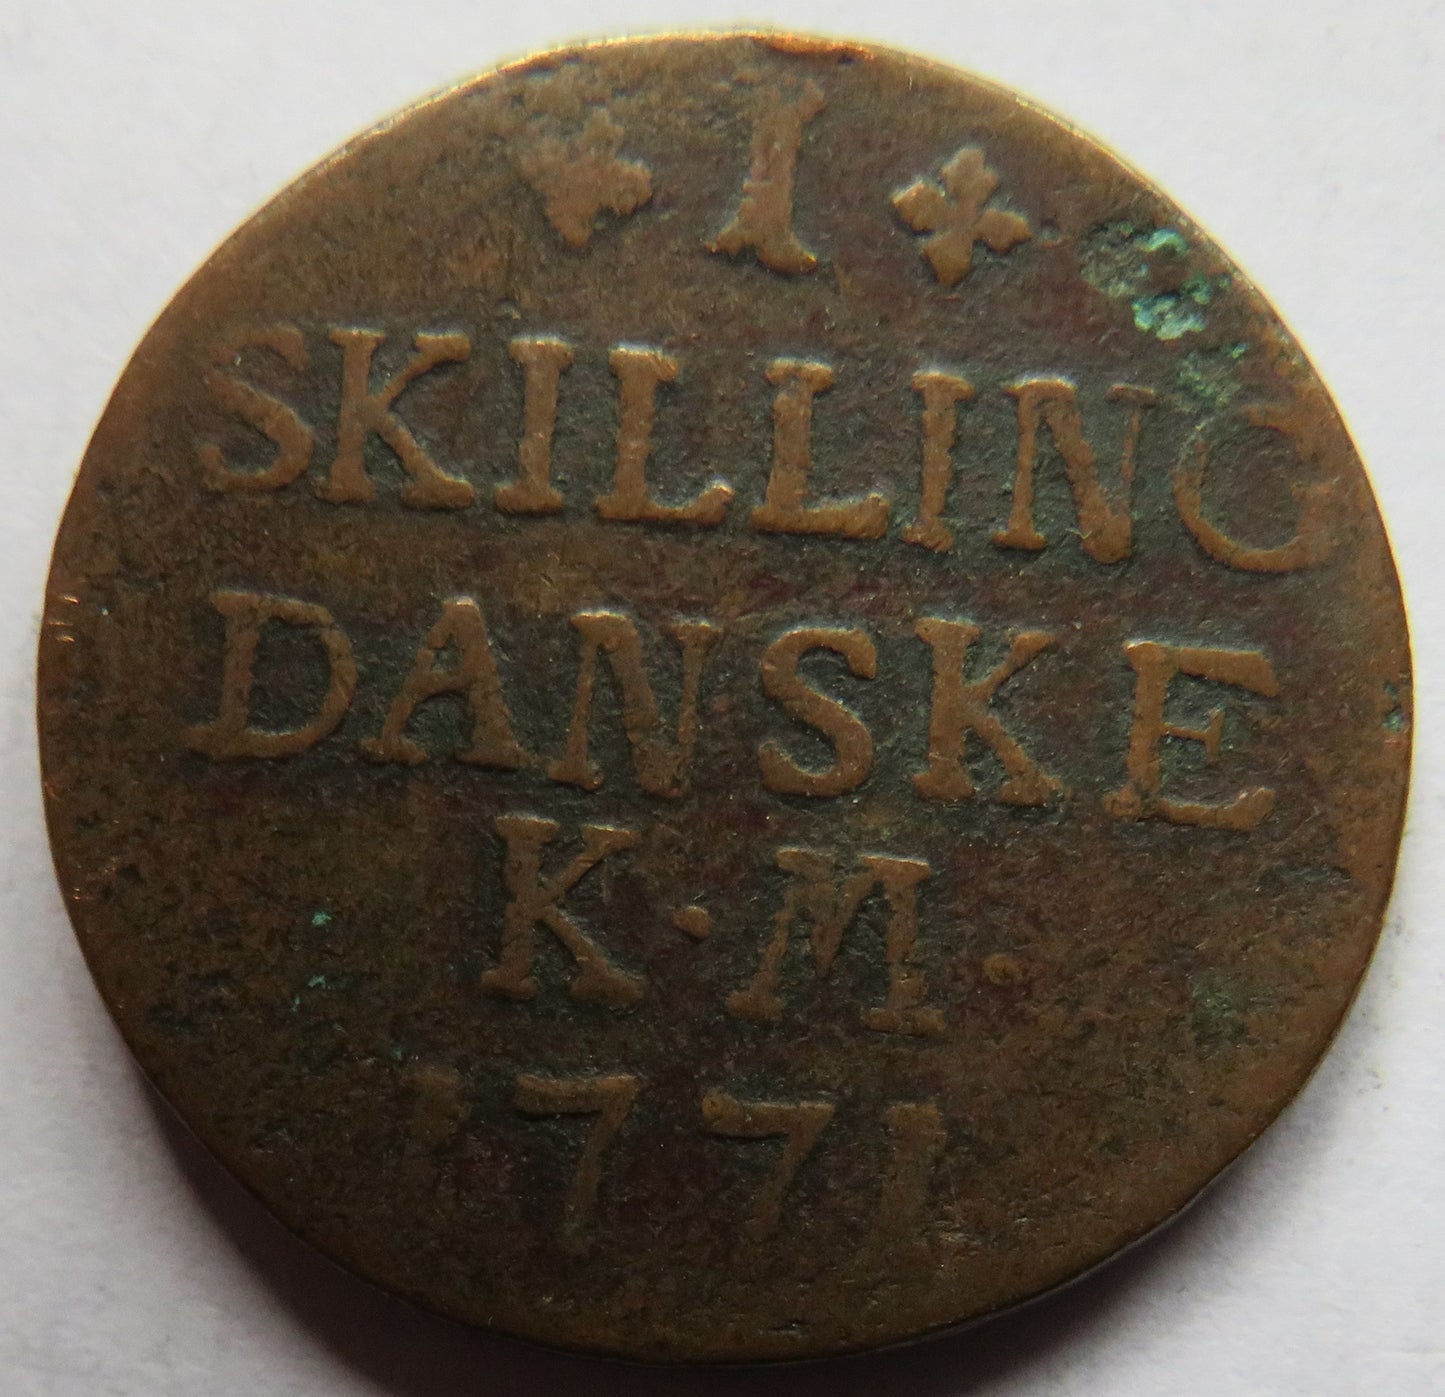 1
SKILLING
DANSKE
K·M.
1771